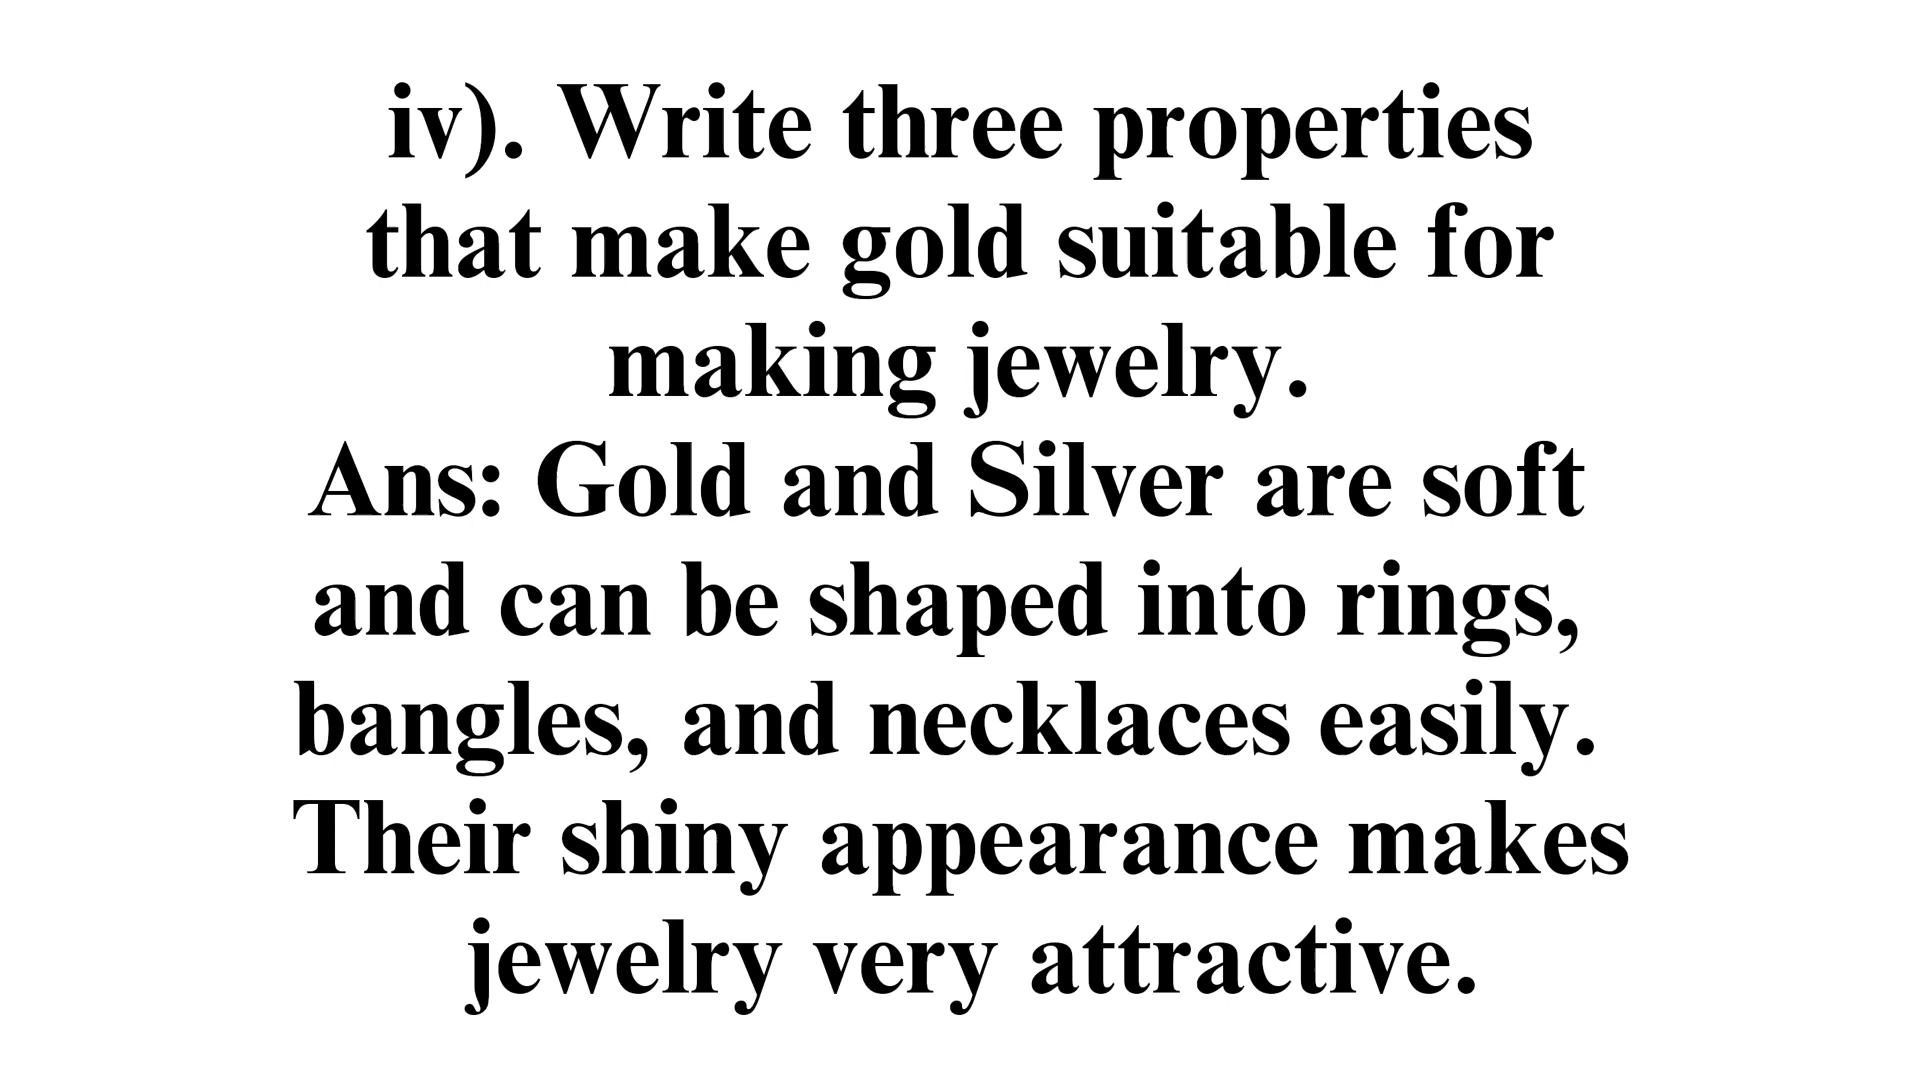 iv). Write three properties
that make gold suitable for
making jewelry.
Ans: Gold and Silver are soft
and can be shaped into rings,
bangles, and necklaces easily.
Their shiny appearance makes
jewelry very attractive.